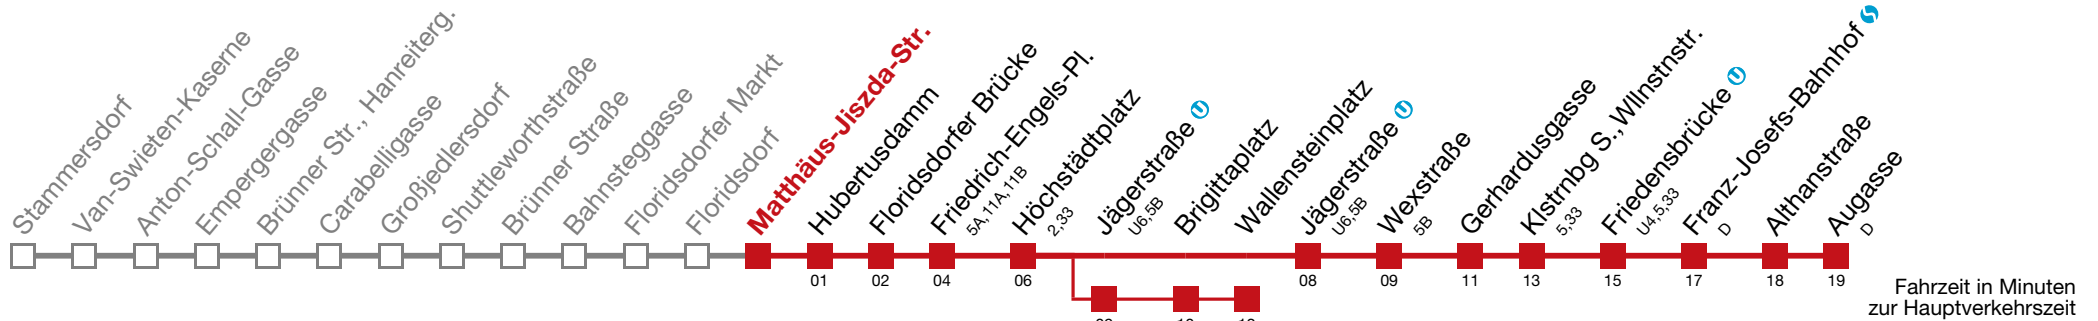 Stammersdorf
Van-Swieten-Kaserne
Anton-Schall-Gasse
Empergergasse
Brünner Str., Hanreiterg.
Carabelligasse
Großjedlersdorf
Shuttleworthstraße
Brünner Straße
Bahnsteggasse
Floridsdorfer Markt
Floridsdorf
Matthäus-Jiszda-Str.
Hubertusdamm
Floridsdorfer Brücke
Friedrich-Engels-Pl.
5A, 11A, 11B
Höchstädtplatz
2,33
Jägerstraße U
U6,5B
Brigittaplatz
Wallensteinplatz
Jägerstraße U
U6,5B
Wexstraße
5B
Gerhardusgasse
Klstrnbg S., Wllnstnstr.
5,33
Friedensbrücke U
U4,5,33
Franz-Josefs-Bahnhof S
D
Althanstraße
Augasse
D
01 02 04 06 08 09 11 13 15 17 18 19
Fahrzeit in Minuten
zur Hauptverkehrszeit